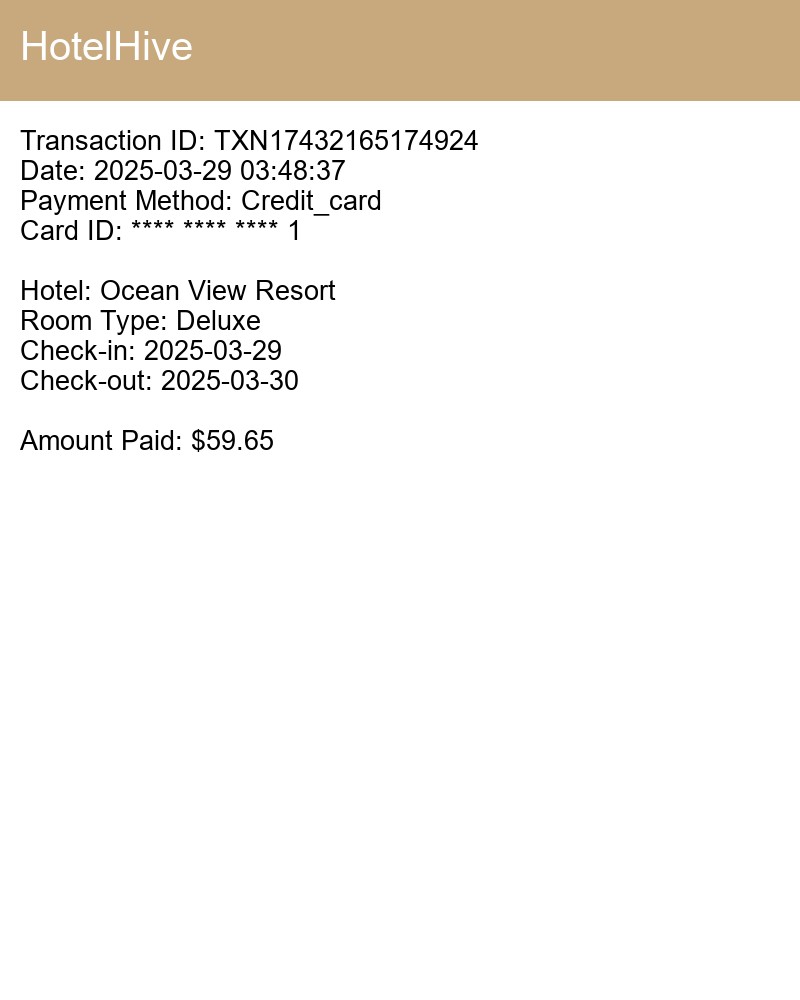 HotelHive
Transaction ID: TXN17432165174924
Date: 2025-03-29 03:48:37
Payment Method: Credit_card
Card ID: **** **** **** 1
Hotel: Ocean View Resort
Room Type: Deluxe
Check-in: 2025-03-29
Check-out: 2025-03-30
Amount Paid: $59.65